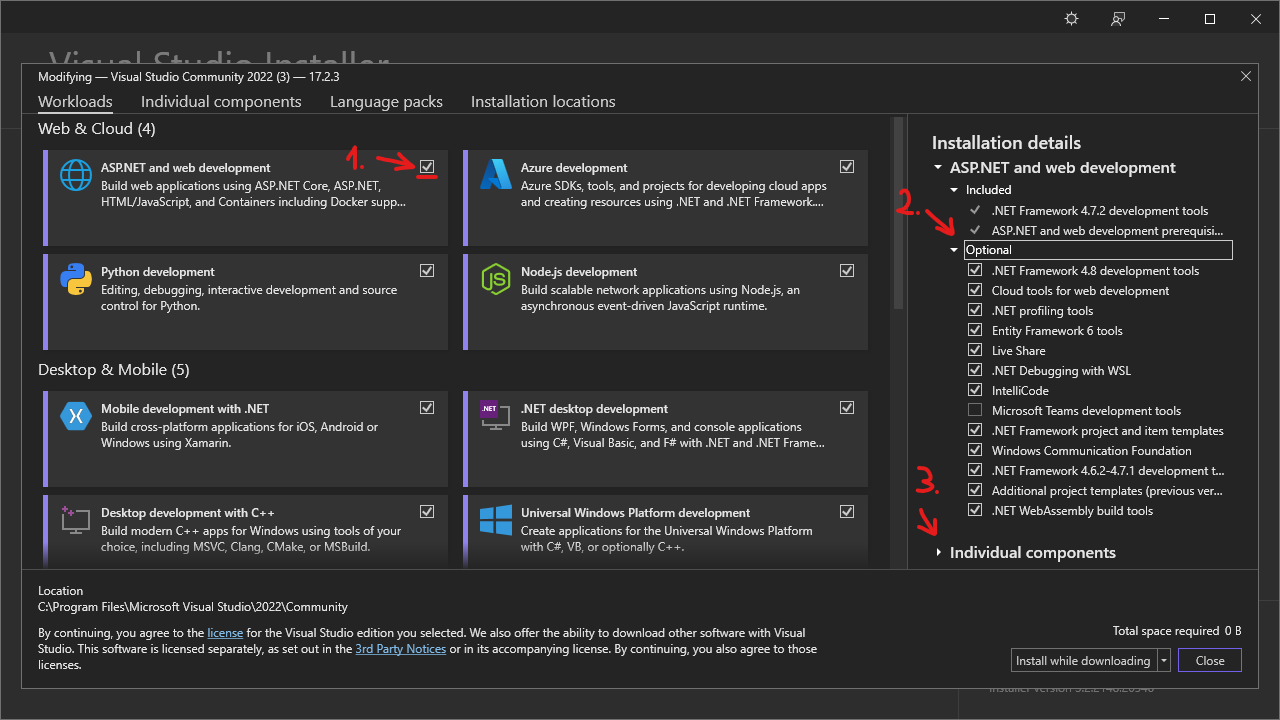 Visual Studio Installer
Modifying — Visual Studio Community 2022 (3) — 17.2.3
Workloads
Individual components
Language packs
Installation locations
Web & Cloud (4)
ASP.NET and web development
Build web applications using ASP.NET Core, ASP.NET,
HTML/JavaScript, and Containers including Docker supp...
1.
Azure development
Azure SDKs, tools, and projects for developing cloud apps
and creating resources using .NET and .NET Framework....
Python development
Editing, debugging, interactive development and source
control for Python.
Node.js development
Build scalable network applications using Node.js, an
asynchronous event-driven JavaScript runtime.
Desktop & Mobile (5)
Mobile development with .NET
Build cross-platform applications for iOS, Android or
Windows using Xamarin.
.NET
.NET desktop development
Build WPF, Windows Forms, and console applications
using C#, Visual Basic, and F# with .NET and .NET Frame...
Desktop development with C++
Build modern C++ apps for Windows using tools of your
choice, including MSVC, Clang, CMake, or MSBuild.
Universal Windows Platform development
Create applications for the Universal Windows Platform
with C#, VB, or optionally C++.
Installation details
ASP.NET and web development
Included
.NET Framework 4.7.2 development tools
ASP.NET and web development prerequisi...
2.
Optional
.NET Framework 4.8 development tools
Cloud tools for web development
.NET profiling tools
Entity Framework 6 tools
Live Share
.NET Debugging with WSL
IntelliCode
Microsoft Teams development tools
.NET Framework project and item templates
Windows Communication Foundation
.NET Framework 4.6.2-4.7.1 development t...
Additional project templates (previous ver...
.NET WebAssembly build tools
3.
Individual components
Location
C:\Program Files\Microsoft Visual Studio\2022\Community
By continuing, you agree to the license for the Visual Studio edition you selected. We also offer the ability to download other software with Visual
Studio. This software is licensed separately, as set out in the 3rd Party Notices or in its accompanying license. By continuing, you also agree to those
licenses.
Total space required 0 B
Install while downloading
Close